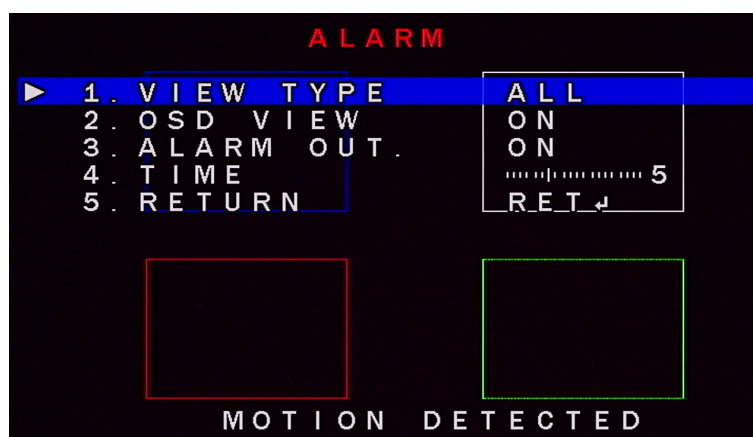 ALARM
1. VIEW TYPE ALL
2. OSD VIEW ON
3. ALARM OUT. ON
4. TIME 5
5. RETURN RET↲
MOTION DETECTED